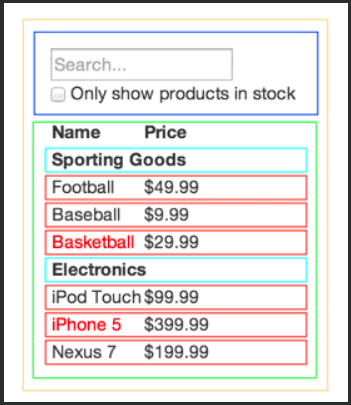 Search...
Only show products in stock
Name Price
Sporting Goods
Football $49.99
Baseball $9.99
Basketball $29.99
Electronics
iPod Touch $99.99
iPhone 5 $399.99
Nexus 7 $199.99